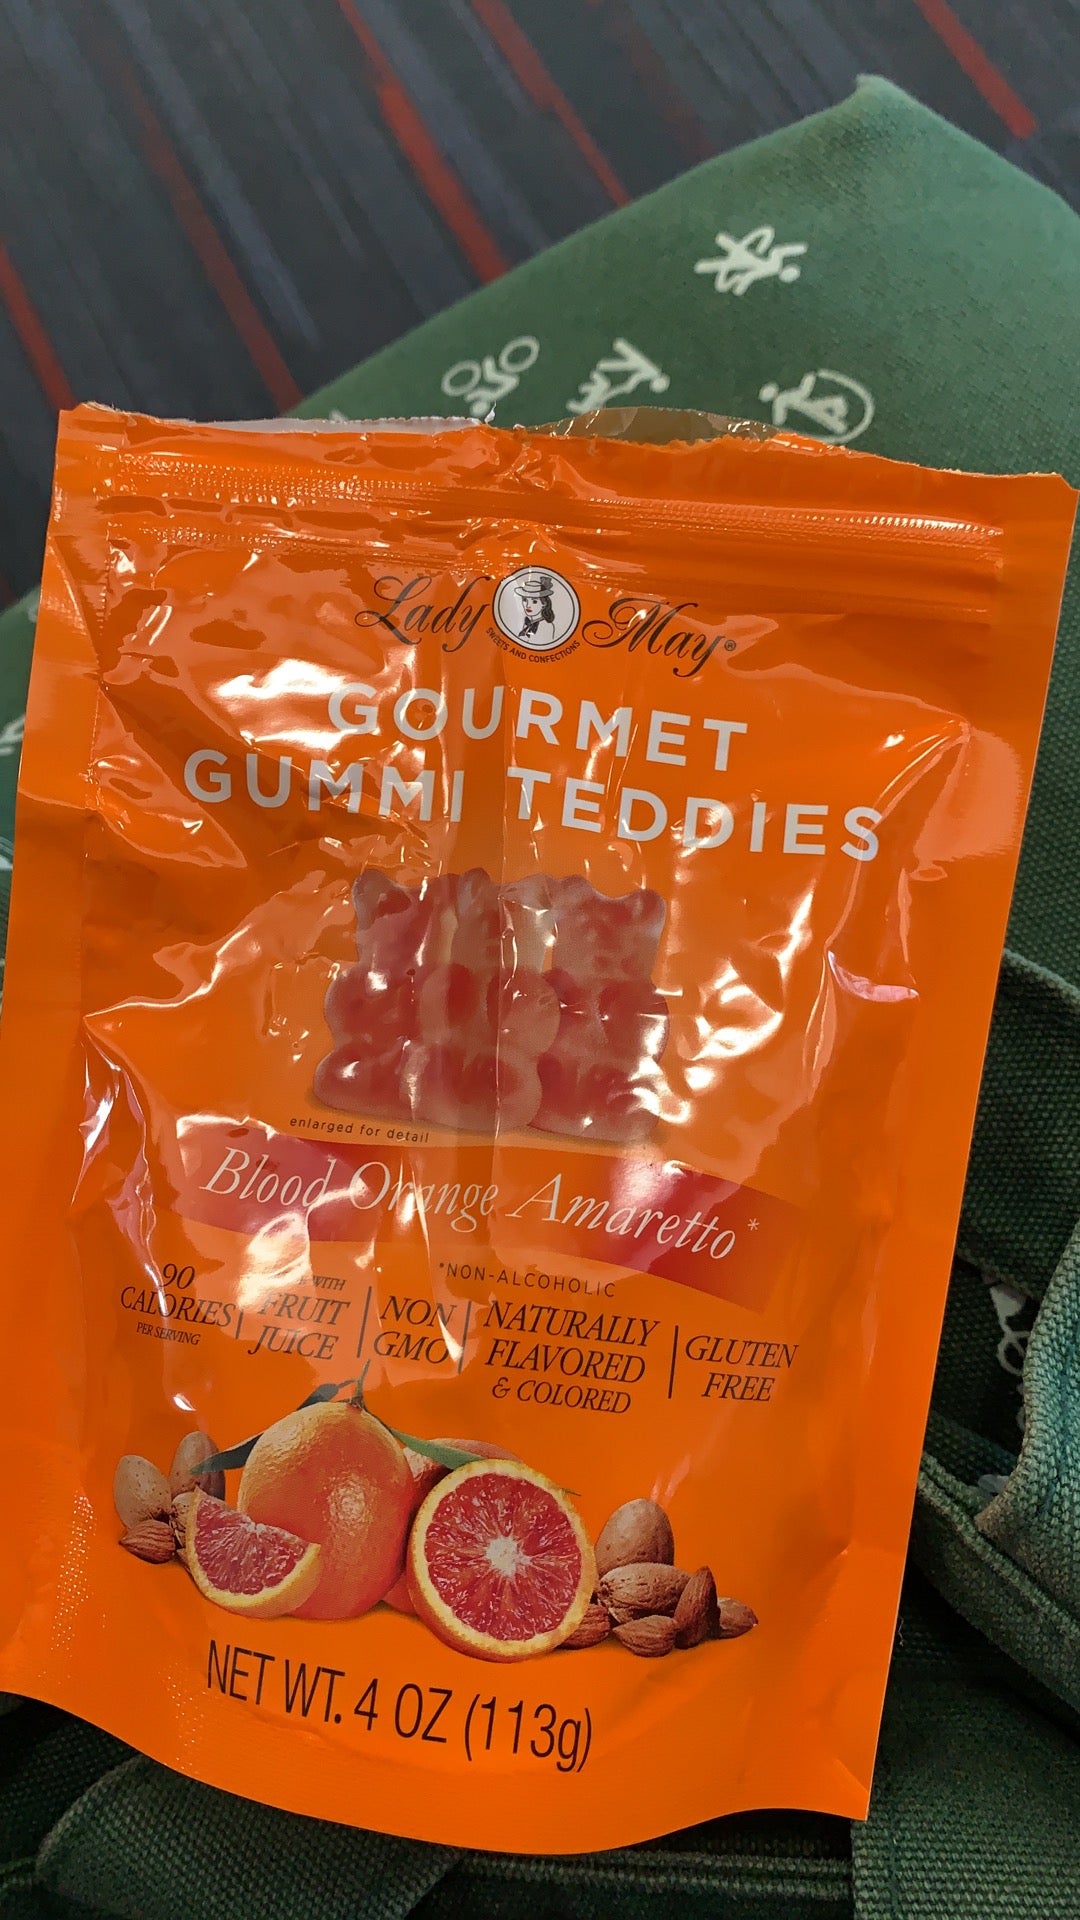 Lady May®
SWEETS AND CONFECTIONS
GOURMET
GUMMI TEDDIES
enlarged for detail
Blood Orange Amaretto*
*NON-ALCOHOLIC
90
CALORIES
PER SERVING
WITH
FRUIT
JUICE
NON
GMO
NATURALLY
FLAVORED
& COLORED
GLUTEN
FREE
NET WT. 4 OZ (113g)